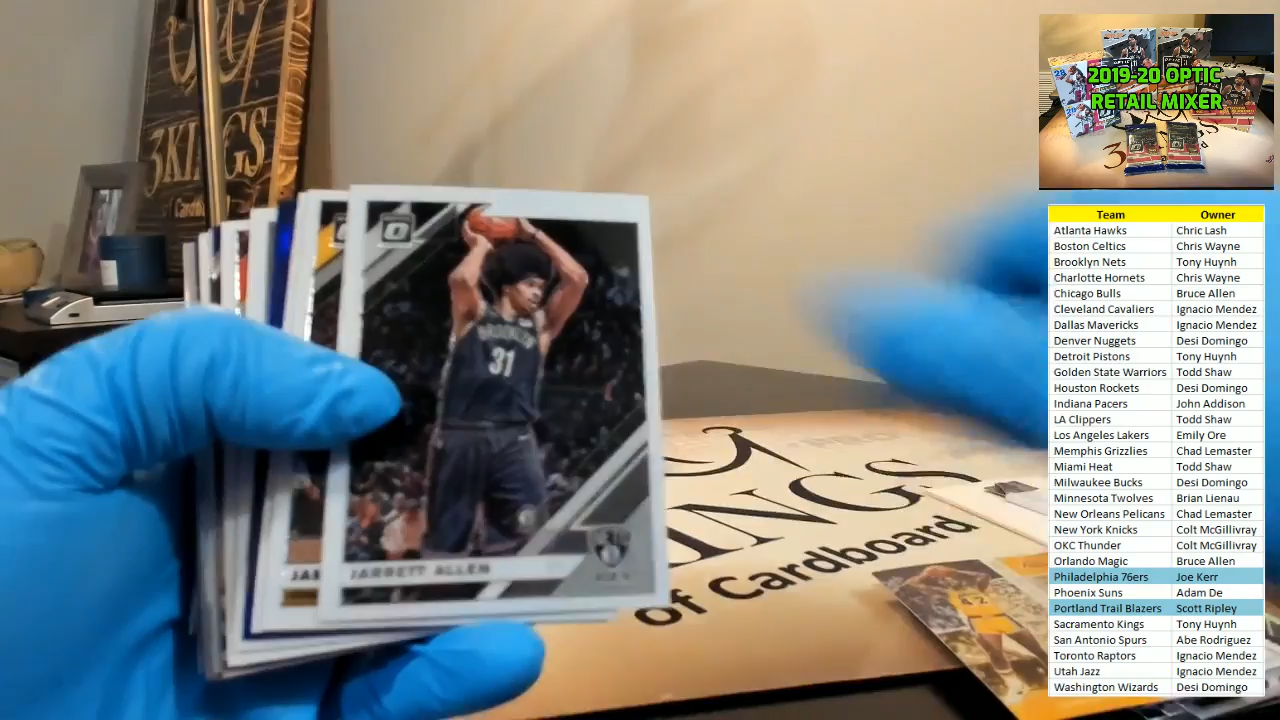 3KINGS
of Cardboard
BROOKLYN
31
JARRETT ALLEN
KINGS
of Cardboard
2019-20 OPTIC
RETAIL MIXER
Team Owner
Atlanta Hawks Chric Lash
Boston Celtics Chris Wayne
Brooklyn Nets Tony Huynh
Charlotte Hornets Chris Wayne
Chicago Bulls Bruce Allen
Cleveland Cavaliers Ignacio Mendez
Dallas Mavericks Ignacio Mendez
Denver Nuggets Desi Domingo
Detroit Pistons Tony Huynh
Golden State Warriors Todd Shaw
Houston Rockets Desi Domingo
Indiana Pacers John Addison
LA Clippers Todd Shaw
Los Angeles Lakers Emily Ore
Memphis Grizzlies Chad Lemaster
Miami Heat Todd Shaw
Milwaukee Bucks Desi Domingo
Minnesota Twolves Brian Lienau
New Orleans Pelicans Chad Lemaster
New York Knicks Colt McGillivray
OKC Thunder Colt McGillivray
Orlando Magic Bruce Allen
Philadelphia 76ers Joe Kerr
Phoenix Suns Adam De
Portland Trail Blazers Scott Ripley
Sacramento Kings Tony Huynh
San Antonio Spurs Abe Rodriguez
Toronto Raptors Ignacio Mendez
Utah Jazz Ignacio Mendez
Washington Wizards Desi Domingo